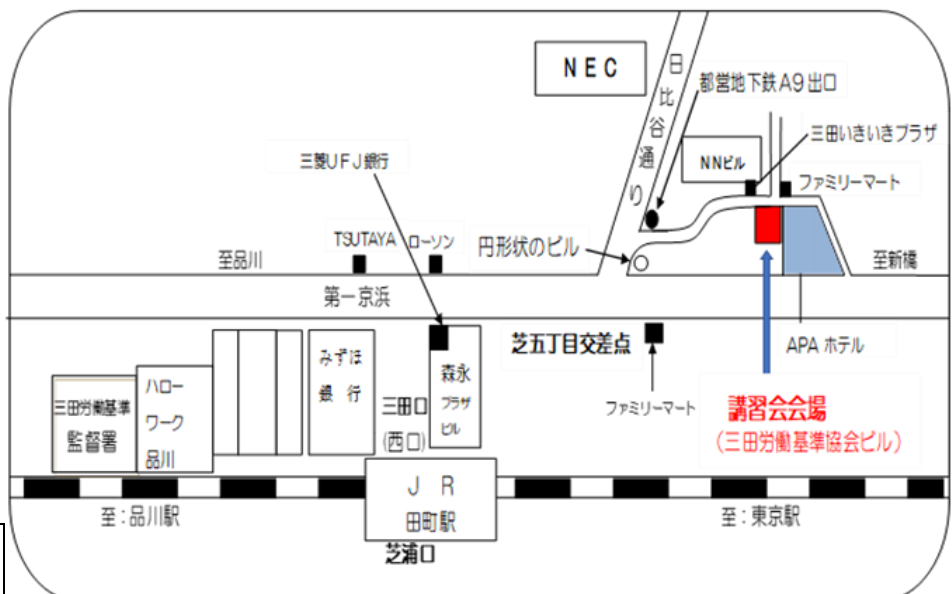 NEC
日比谷通り
都営地下鉄A9出口
三田いきいきプラザ
NNビル
ファミリーマート
三菱UFJ銀行
TSUTAYA
ローソン
円形状のビル
至品川
至新橋
第一京浜
芝五丁目交差点
APA ホテル
みずほ
銀 行
森永
プラザ
ビル
三田口
(西口)
ファミリーマート
講習会会場
(三田労働基準協会ビル)
三田労働基準
監督署
ハロー
ワーク
品川
JR
田町駅
芝浦口
至:品川駅
至:東京駅